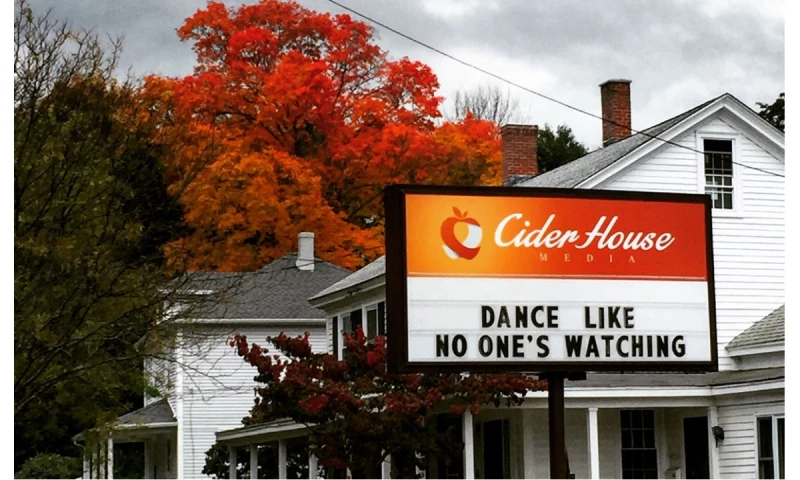 Cider House
MEDIA
DANCE LIKE
NO ONE'S WATCHING